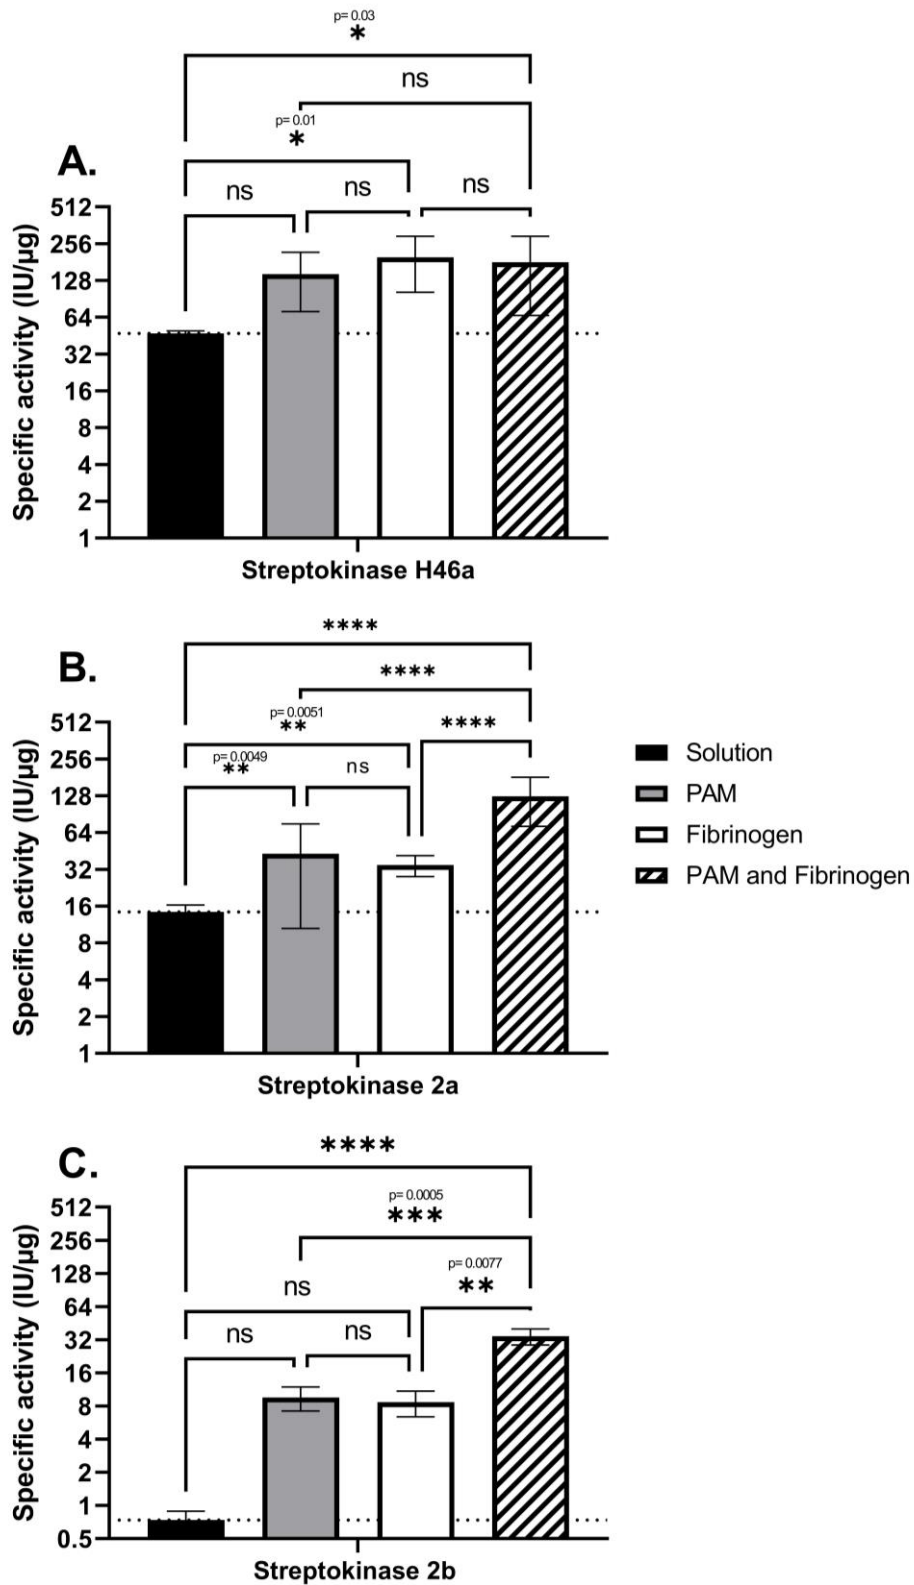 p= 0.03
*
ns
p= 0.01
*
A.
ns
ns
ns
512
256
128
64
32
16
8
4
2
1
Specific activity (IU/µg)
Streptokinase H46a
****
B.
****
p= 0.0051
**
****
p= 0.0049
**
ns
512
256
128
64
32
16
8
4
2
1
Specific activity (IU/µg)
Streptokinase 2a
Solution
PAM
Fibrinogen
PAM and Fibrinogen
****
C.
p= 0.0005
***
p= 0.0077
**
ns
ns
ns
512
256
128
64
32
16
8
4
2
1
0.5
Specific activity (IU/µg)
Streptokinase 2b